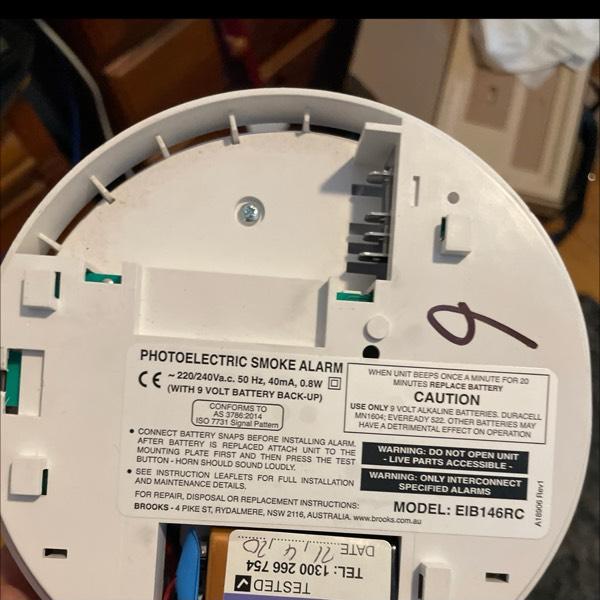 9
PHOTOELECTRIC SMOKE ALARM
CE ~ 220/240Va.c. 50 Hz, 40mA, 0.8W
(WITH 9 VOLT BATTERY BACK-UP)
CONFORMS TO
AS 3786:2014
ISO 7731 Signal Pattern
• CONNECT BATTERY SNAPS BEFORE INSTALLING ALARM.
AFTER BATTERY IS REPLACED ATTACH UNIT TO THE
MOUNTING PLATE FIRST AND THEN PRESS THE TEST
BUTTON - HORN SHOULD SOUND LOUDLY.
• SEE INSTRUCTION LEAFLETS FOR FULL INSTALLATION
AND MAINTENANCE DETAILS.
FOR REPAIR, DISPOSAL OR REPLACEMENT INSTRUCTIONS:
BROOKS - 4 PIKE ST, RYDALMERE, NSW 2116, AUSTRALIA. www.brooks.com.au
WHEN UNIT BEEPS ONCE A MINUTE FOR 20
MINUTES REPLACE BATTERY
CAUTION
USE ONLY 9 VOLT ALKALINE BATTERIES. DURACELL
MN1604; EVEREADY 522. OTHER BATTERIES MAY
HAVE A DETRIMENTAL EFFECT ON OPERATION
WARNING: DO NOT OPEN UNIT
- LIVE PARTS ACCESSIBLE -
WARNING: ONLY INTERCONNECT
SPECIFIED ALARMS
MODEL: EIB146RC
A18906 Rev1
TESTED
TEL: 1300 266 754
DATE 21,4,20